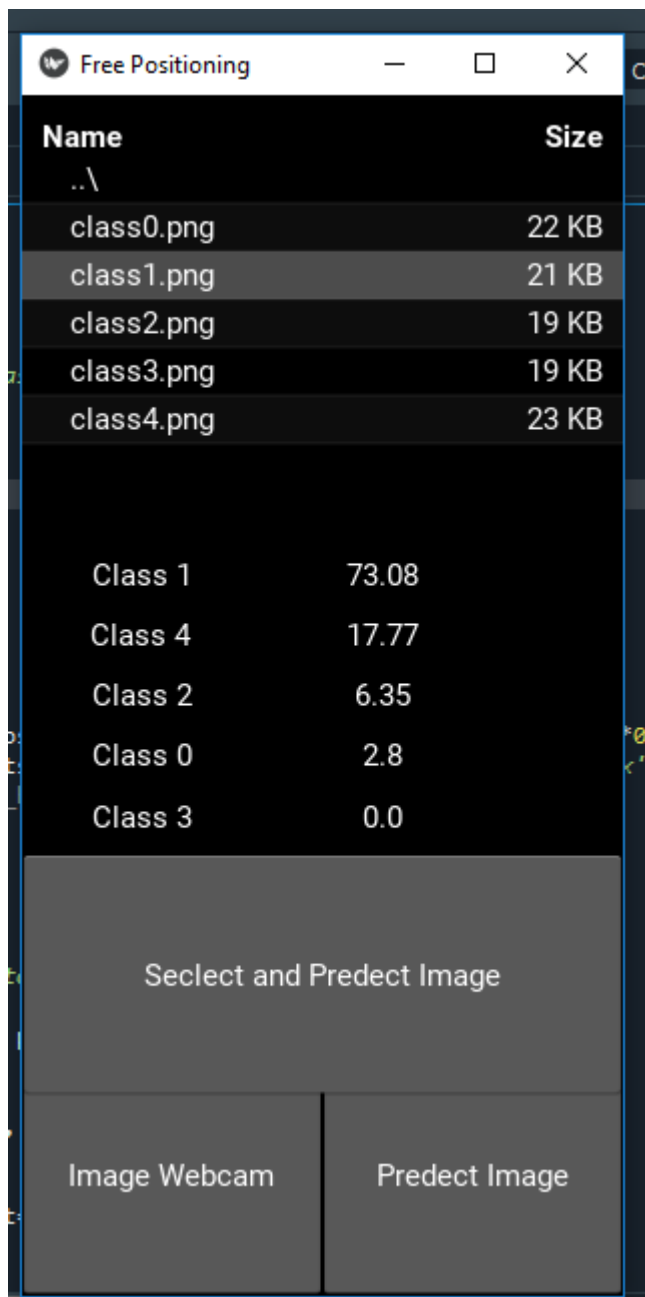 Free Positioning
Name Size
..\
class0.png 22 KB
class1.png 21 KB
class2.png 19 KB
class3.png 19 KB
class4.png 23 KB
Class 1 73.08
Class 4 17.77
Class 2 6.35
Class 0 2.8
Class 3 0.0
Seclect and Predect Image
Image Webcam Predect Image